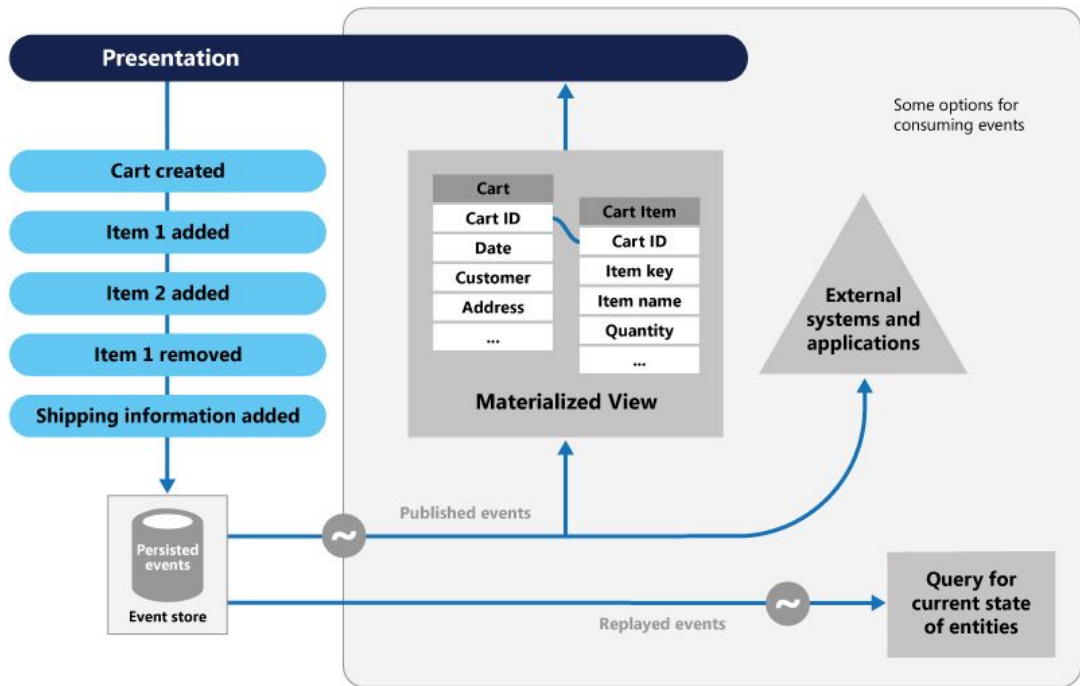 Presentation
Some options for
consuming events
Cart created
Item 1 added
Item 2 added
Item 1 removed
Shipping information added
Cart
Cart ID
Date
Customer
Address
...
Cart Item
Cart ID
Item key
Item name
Quantity
...
Materialized View
External
systems and
applications
Persisted
events
Event store
~
Published events
~
Replayed events
Query for
current state
of entities